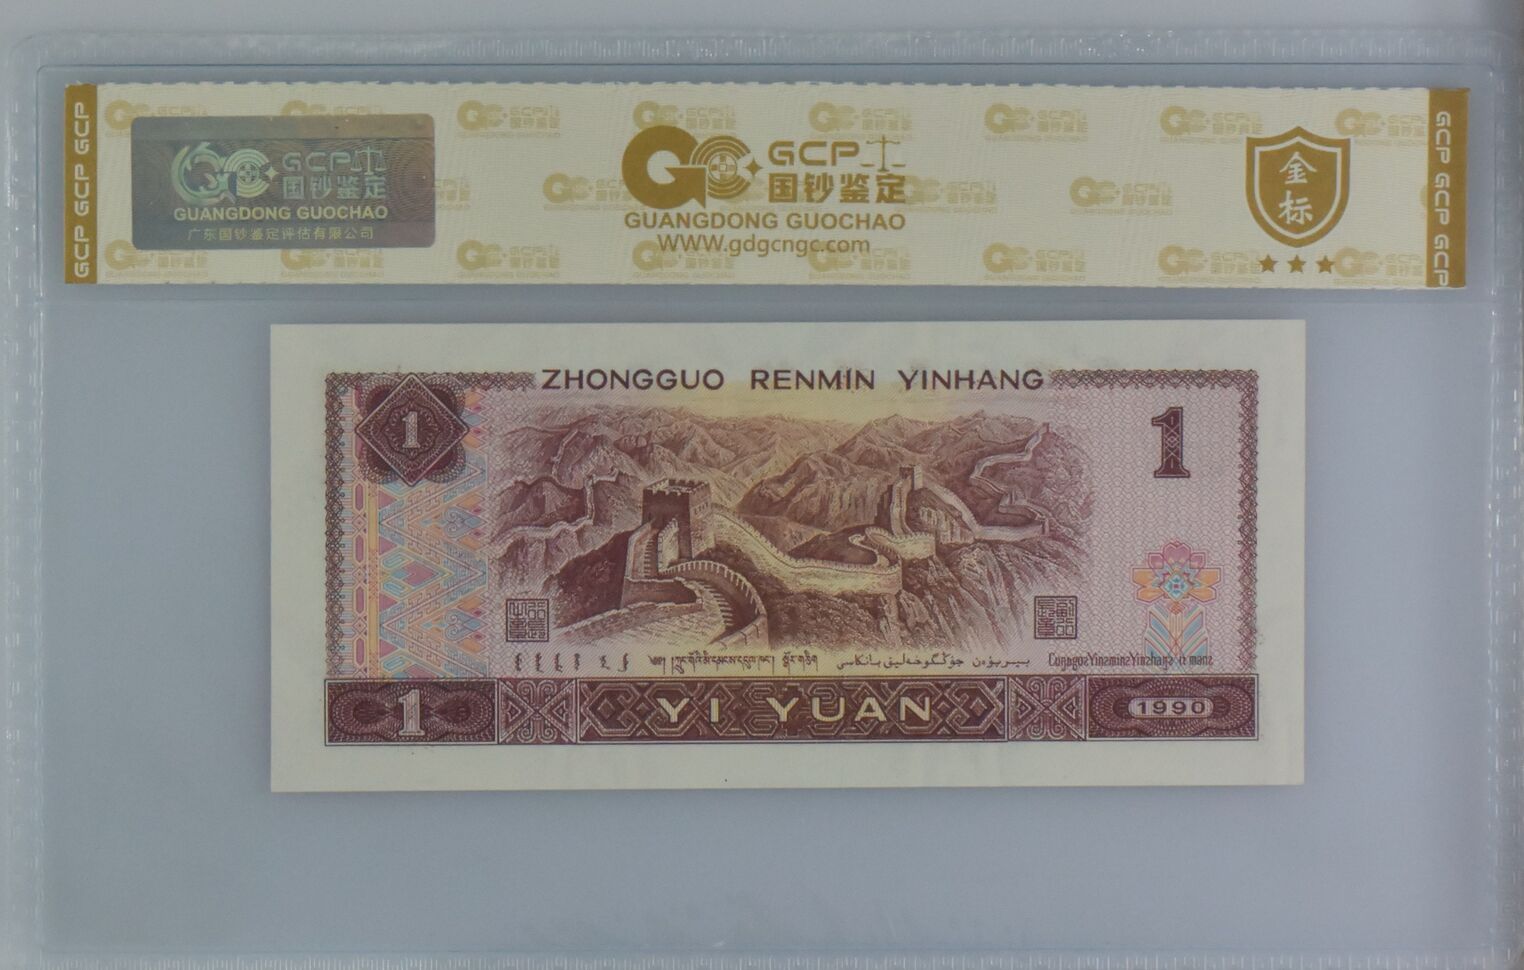 GCP GCP GCP
GCP
国钞鉴定
GUANGDONG GUOCHAO
广东国钞鉴定评估有限公司
GCP
国钞鉴定
GUANGDONG GUOCHAO
WWW.gdgcngc.com
金
标
GCP GCP GCP
ZHONGGUO RENMIN YINHANG
1
1
YI YUAN
1
1990